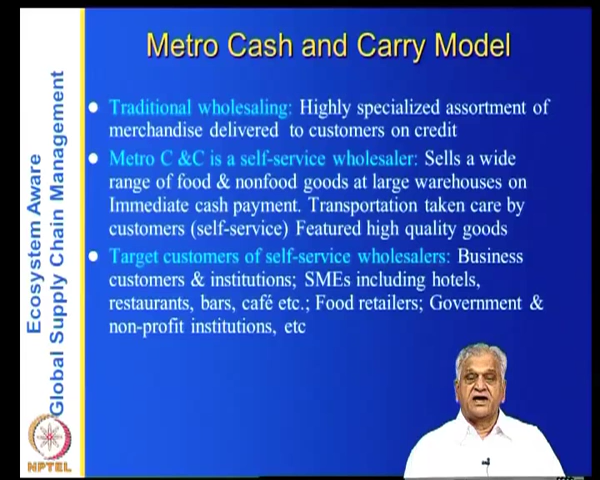 Metro Cash and Carry Model
Traditional wholesaling: Highly specialized assortment of
merchandise delivered to customers on credit
Metro C &C is a self-service wholesaler: Sells a wide
range of food & nonfood goods at large warehouses on
Immediate cash payment. Transportation taken care by
customers (self-service) Featured high quality goods
Target customers of self-service wholesalers: Business
customers & institutions; SMEs including hotels,
restaurants, bars, café etc.; Food retailers; Government &
non-profit institutions, etc
Ecosystem Aware
Global Supply Chain Management
NPTEL